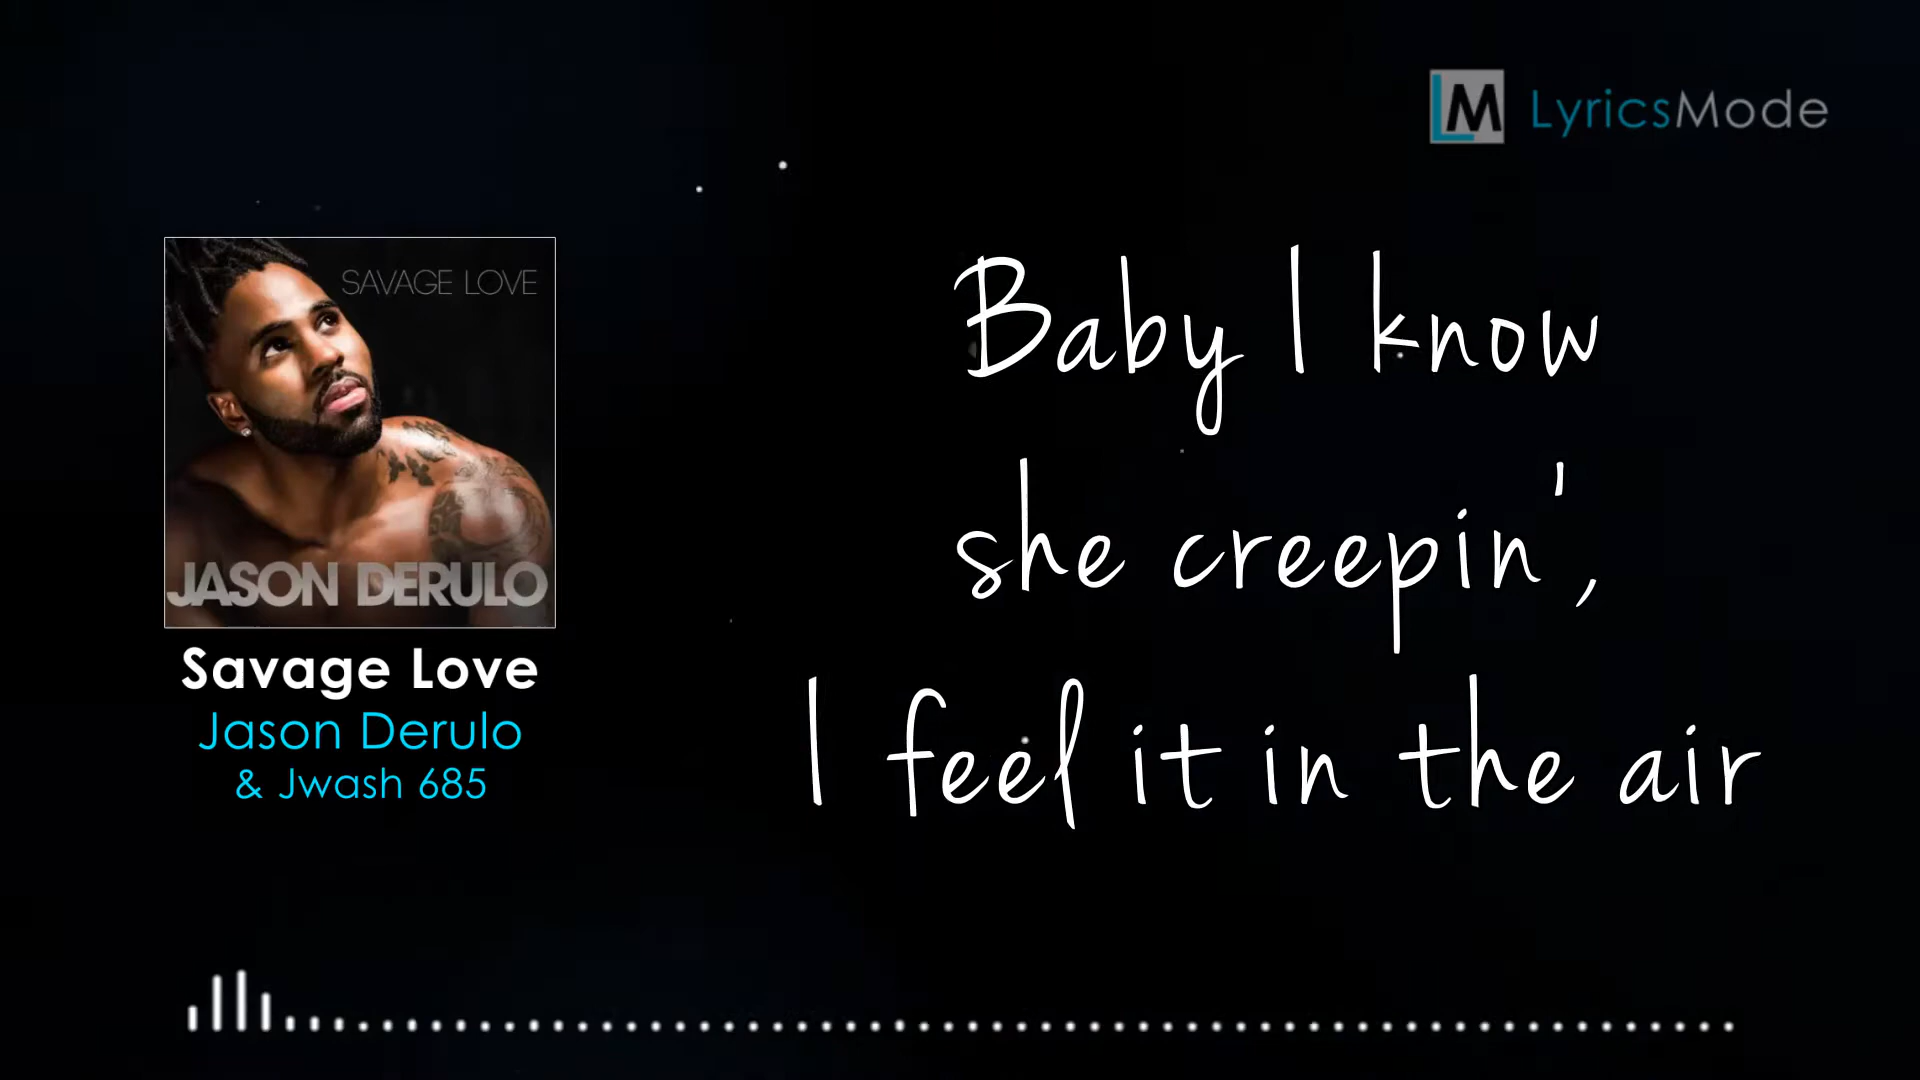 LM LyricsMode
SAVAGE LOVE
JASON DERULO
Savage Love
Jason Derulo
& Jwash 685
Baby I know
she creepin',
I feel it in the air